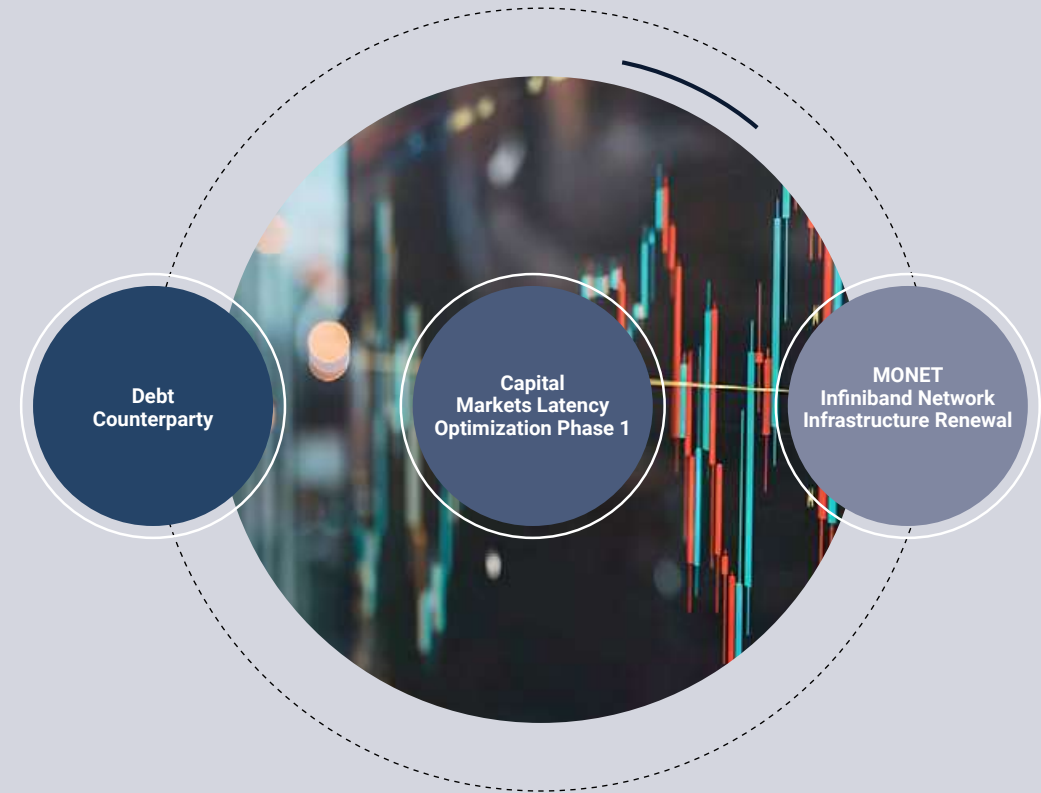 Debt
Counterparty
Capital
Markets Latency
Optimization Phase 1
MONET
Infiniband Network
Infrastructure Renewal